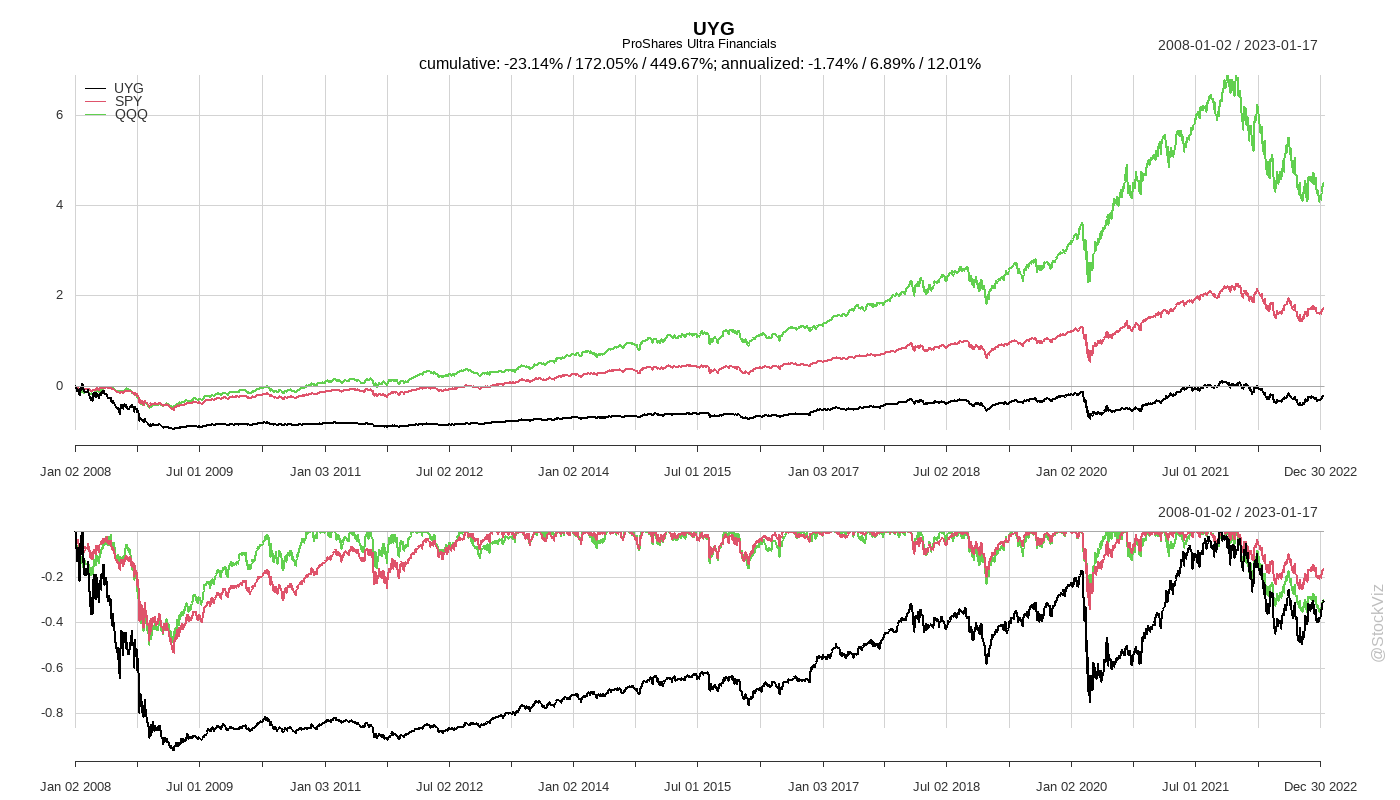 UYG
ProShares Ultra Financials
2008-01-02 / 2023-01-17
cumulative: -23.14% / 172.05% / 449.67%; annualized: -1.74% / 6.89% / 12.01%
UYG
SPY
QQQ
6
4
2
0
Jan 02 2008 Jul 01 2009 Jan 03 2011 Jul 02 2012 Jan 02 2014 Jul 01 2015 Jan 03 2017 Jul 02 2018 Jan 02 2020 Jul 01 2021 Dec 30 2022
2008-01-02 / 2023-01-17
-0.2
-0.4
-0.6
-0.8
Jan 02 2008 Jul 01 2009 Jan 03 2011 Jul 02 2012 Jan 02 2014 Jul 01 2015 Jan 03 2017 Jul 02 2018 Jan 02 2020 Jul 01 2021 Dec 30 2022
@StockViz